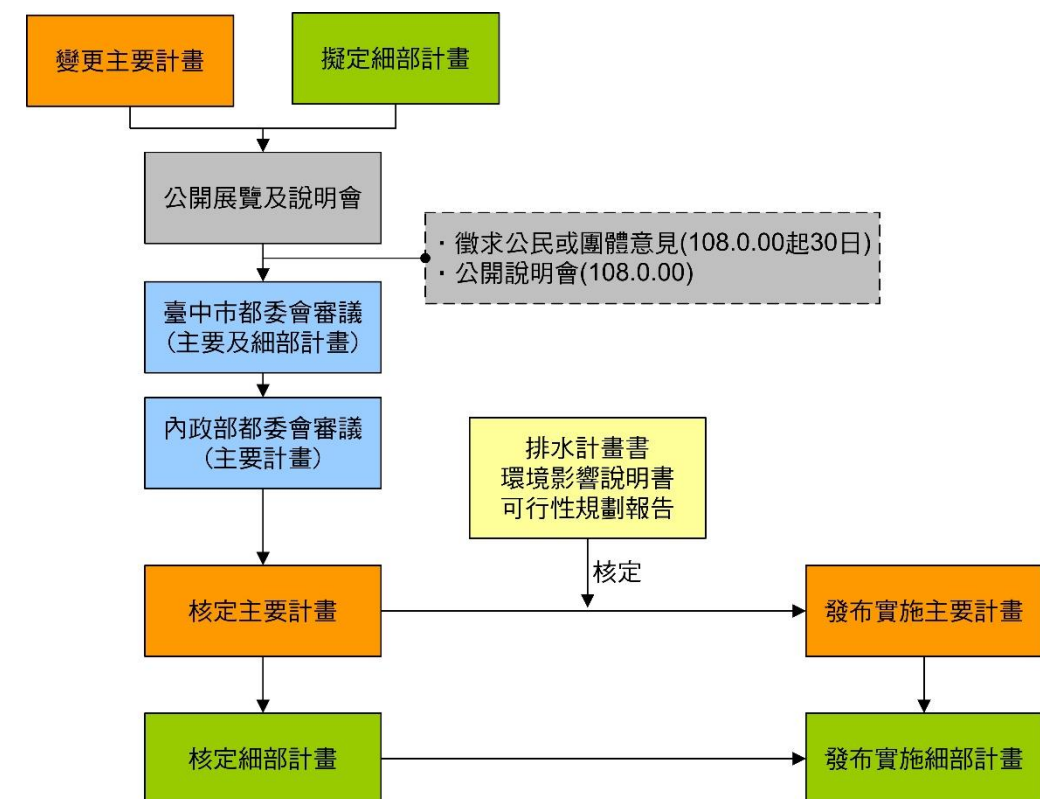 變更主要計畫
擬定細部計畫
公開展覽及說明會
．徵求公民或團體意見(108.0.00起30日)
．公開說明會(108.0.00)
臺中市都委會審議
(主要及細部計畫)
內政部都委會審議
(主要計畫)
排水計畫書
環境影響說明書
可行性規劃報告
核定
核定主要計畫
發布實施主要計畫
核定細部計畫
發布實施細部計畫